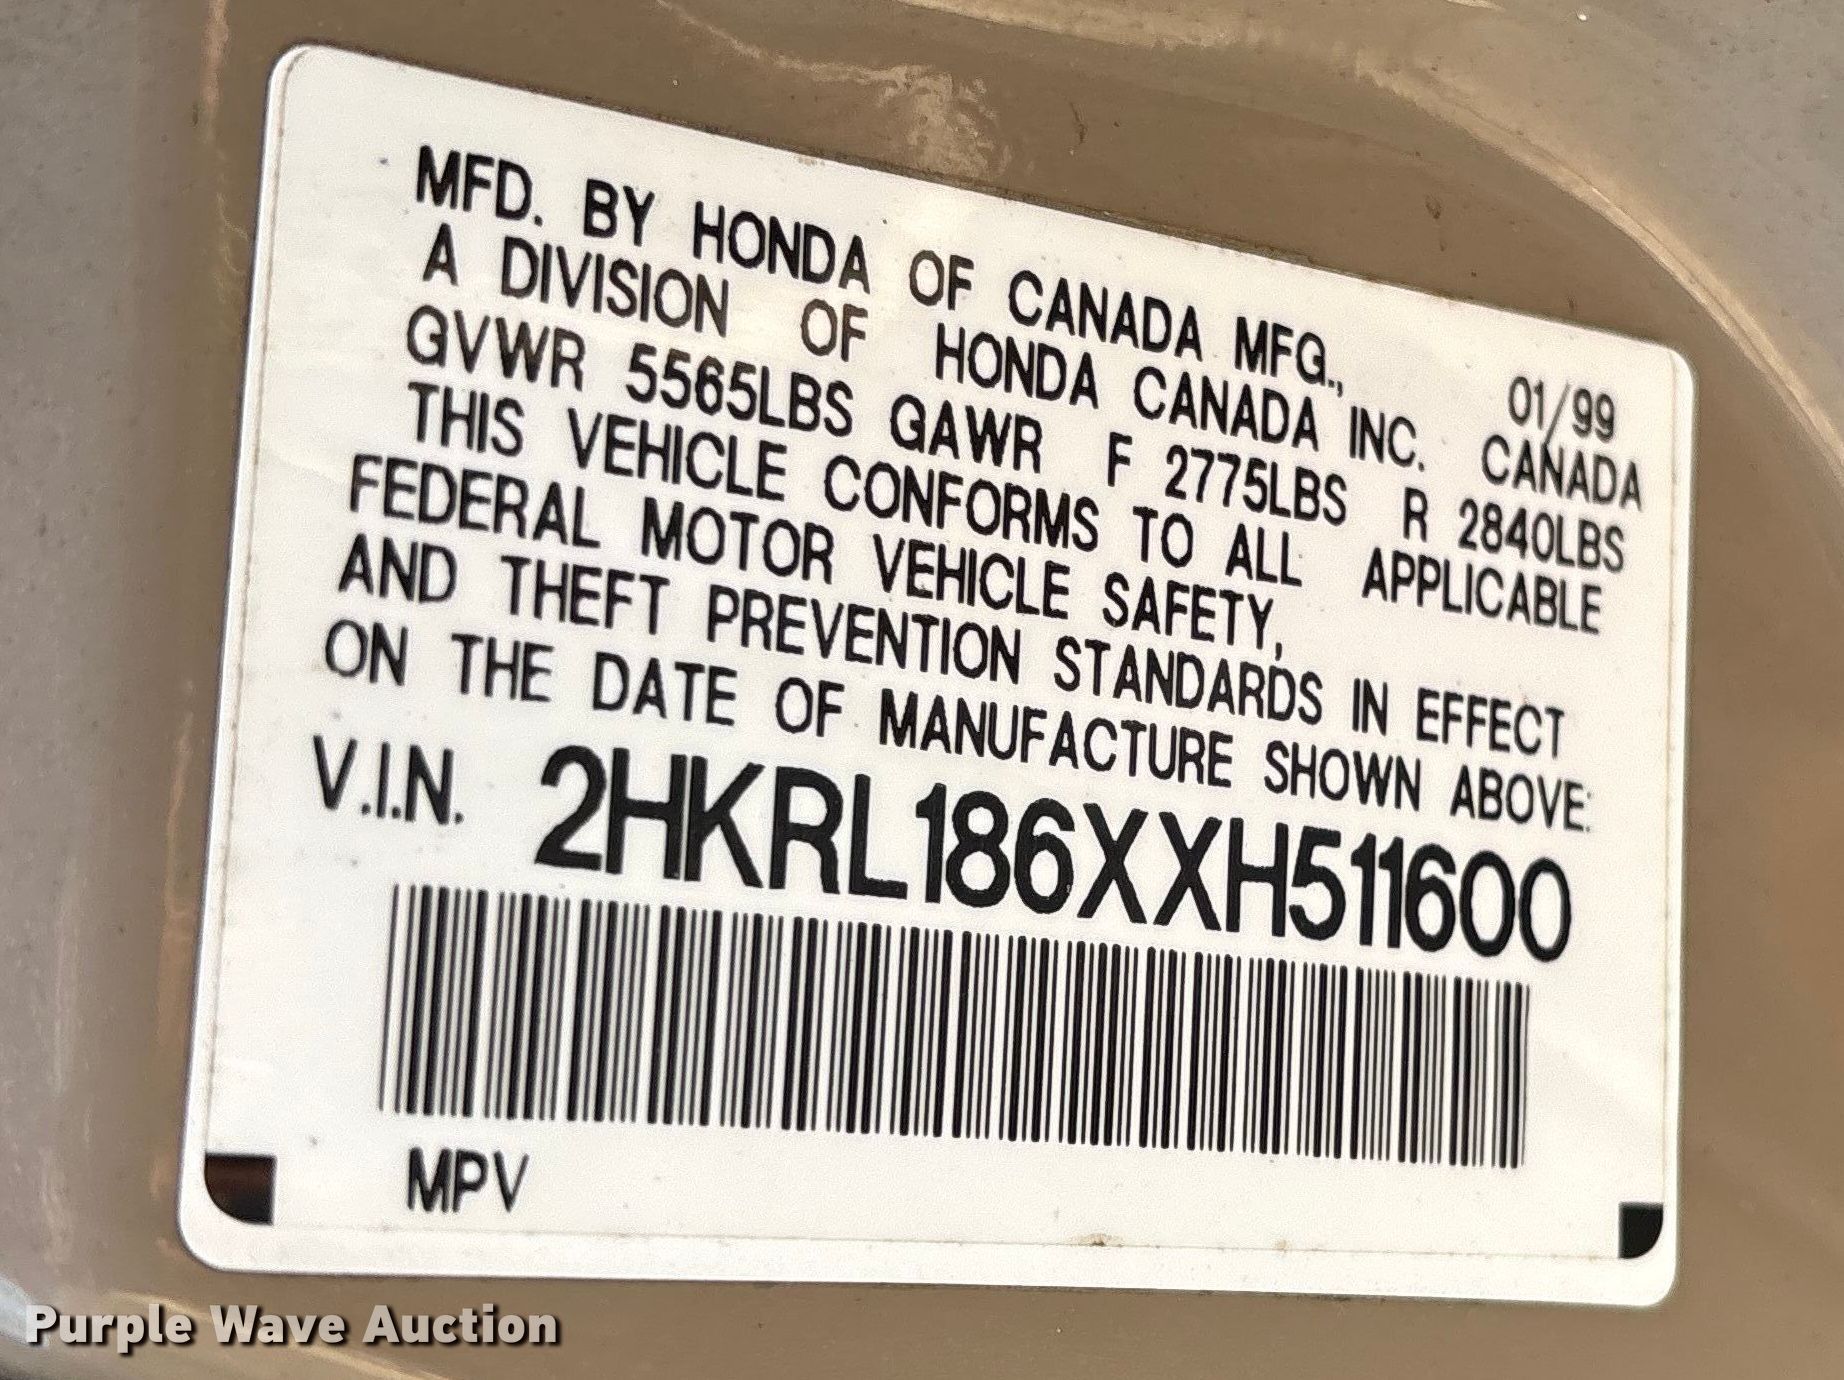 MFD. BY HONDA OF CANADA MFG., 01/99
A DIVISION OF HONDA CANADA INC. CANADA
GVWR 5565LBS GAWR F 2775LBS R 2840LBS
THIS VEHICLE CONFORMS TO ALL APPLICABLE
FEDERAL MOTOR VEHICLE SAFETY,
AND THEFT PREVENTION STANDARDS IN EFFECT
ON THE DATE OF MANUFACTURE SHOWN ABOVE:
V.I.N. 2HKRL186XXH511600
MPV
Purple Wave Auction